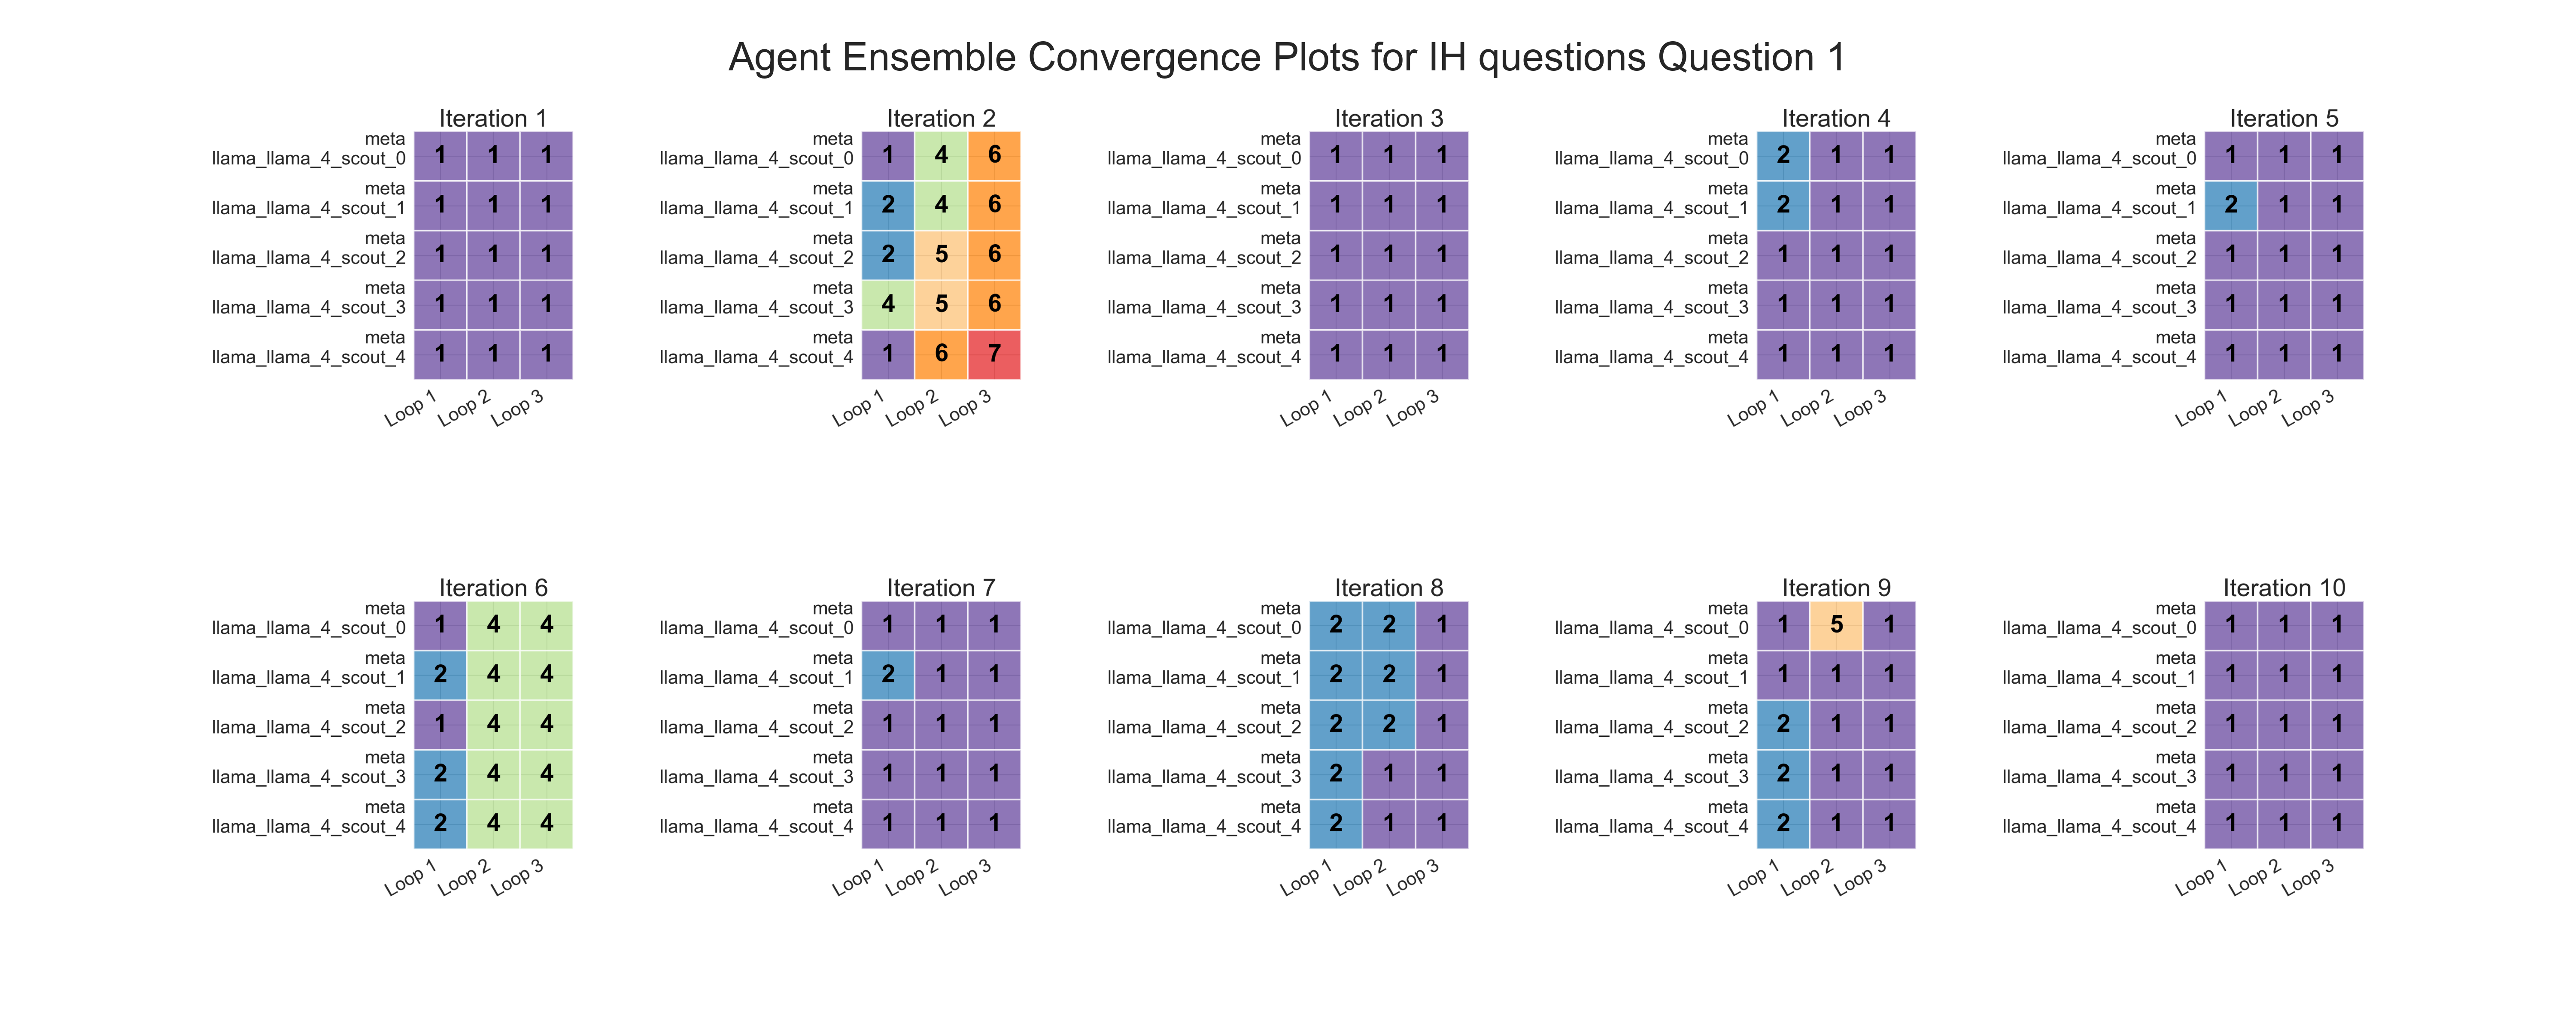 Agent Ensemble Convergence Plots for IH questions Question 1
Iteration 1
meta
llama_llama_4_scout_0
1 1 1
meta
llama_llama_4_scout_1
1 1 1
meta
llama_llama_4_scout_2
1 1 1
meta
llama_llama_4_scout_3
1 1 1
meta
llama_llama_4_scout_4
1 1 1
Loop 1 Loop 2 Loop 3
Iteration 2
meta
llama_llama_4_scout_0
1 4 6
meta
llama_llama_4_scout_1
2 4 6
meta
llama_llama_4_scout_2
2 5 6
meta
llama_llama_4_scout_3
4 5 6
meta
llama_llama_4_scout_4
1 6 7
Loop 1 Loop 2 Loop 3
Iteration 3
meta
llama_llama_4_scout_0
1 1 1
meta
llama_llama_4_scout_1
1 1 1
meta
llama_llama_4_scout_2
1 1 1
meta
llama_llama_4_scout_3
1 1 1
meta
llama_llama_4_scout_4
1 1 1
Loop 1 Loop 2 Loop 3
Iteration 4
meta
llama_llama_4_scout_0
2 1 1
meta
llama_llama_4_scout_1
2 1 1
meta
llama_llama_4_scout_2
1 1 1
meta
llama_llama_4_scout_3
1 1 1
meta
llama_llama_4_scout_4
1 1 1
Loop 1 Loop 2 Loop 3
Iteration 5
meta
llama_llama_4_scout_0
1 1 1
meta
llama_llama_4_scout_1
2 1 1
meta
llama_llama_4_scout_2
1 1 1
meta
llama_llama_4_scout_3
1 1 1
meta
llama_llama_4_scout_4
1 1 1
Loop 1 Loop 2 Loop 3
Iteration 6
meta
llama_llama_4_scout_0
1 4 4
meta
llama_llama_4_scout_1
2 4 4
meta
llama_llama_4_scout_2
1 4 4
meta
llama_llama_4_scout_3
2 4 4
meta
llama_llama_4_scout_4
2 4 4
Loop 1 Loop 2 Loop 3
Iteration 7
meta
llama_llama_4_scout_0
1 1 1
meta
llama_llama_4_scout_1
2 1 1
meta
llama_llama_4_scout_2
1 1 1
meta
llama_llama_4_scout_3
1 1 1
meta
llama_llama_4_scout_4
1 1 1
Loop 1 Loop 2 Loop 3
Iteration 8
meta
llama_llama_4_scout_0
2 2 1
meta
llama_llama_4_scout_1
2 2 1
meta
llama_llama_4_scout_2
2 2 1
meta
llama_llama_4_scout_3
2 1 1
meta
llama_llama_4_scout_4
2 1 1
Loop 1 Loop 2 Loop 3
Iteration 9
meta
llama_llama_4_scout_0
1 5 1
meta
llama_llama_4_scout_1
1 1 1
meta
llama_llama_4_scout_2
2 1 1
meta
llama_llama_4_scout_3
2 1 1
meta
llama_llama_4_scout_4
2 1 1
Loop 1 Loop 2 Loop 3
Iteration 10
meta
llama_llama_4_scout_0
1 1 1
meta
llama_llama_4_scout_1
1 1 1
meta
llama_llama_4_scout_2
1 1 1
meta
llama_llama_4_scout_3
1 1 1
meta
llama_llama_4_scout_4
1 1 1
Loop 1 Loop 2 Loop 3